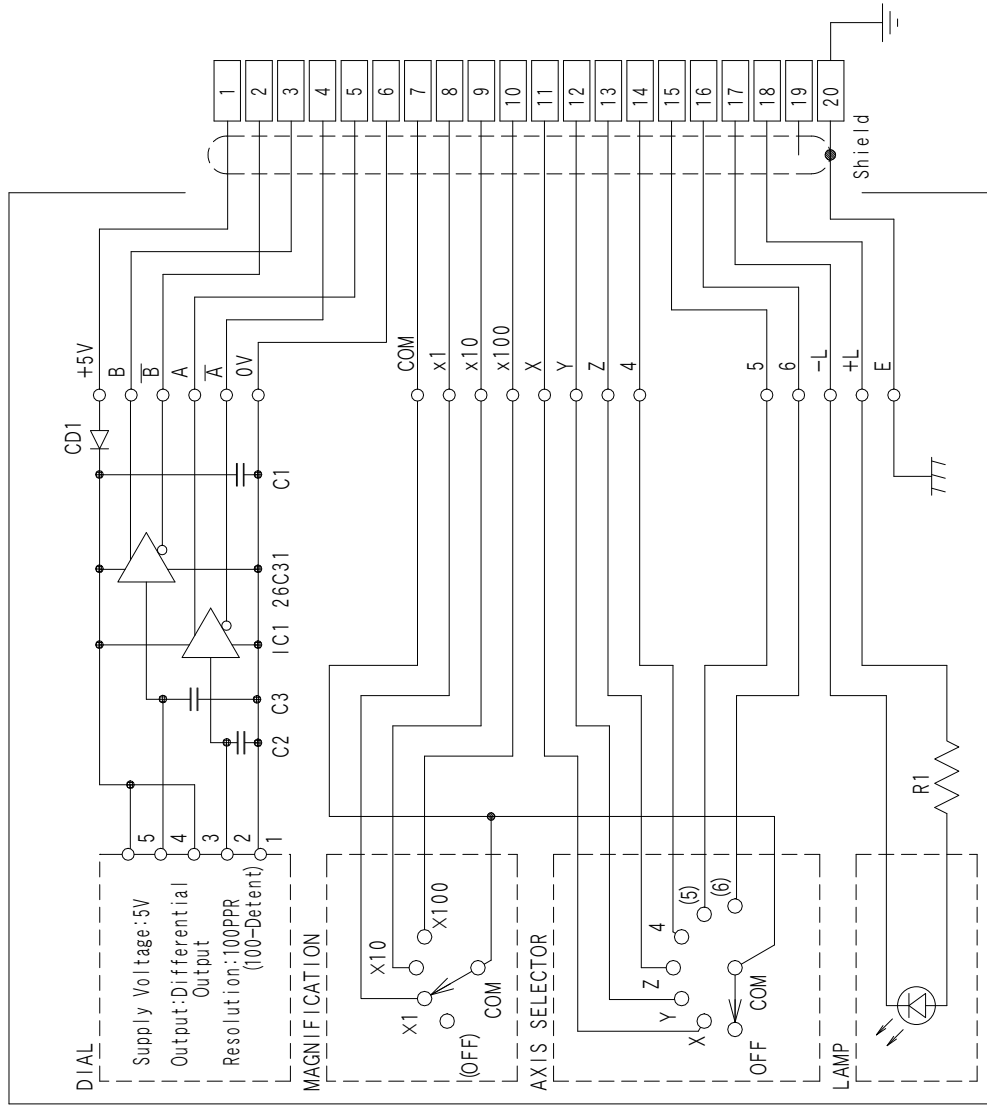 DIAL
Supply Voltage:5V
Output:Differential
Output
Resolution:100PPR
(100-Detent)
5
4
3
2
1
C2
C3
IC1 26C31
C1
CD1
+5V
B
B̅
A
A̅
0V
MAGNIFICATION
(OFF)
X1
X10
X100
COM
COM
x1
x10
x100
X
Y
Z
4
AXIS SELECTOR
OFF
X
Y
Z
4
(5)
(6)
COM
5
6
-L
+L
E
LAMP
R1
1
2
3
4
5
6
7
8
9
10
11
12
13
14
15
16
17
18
19
20
Shield